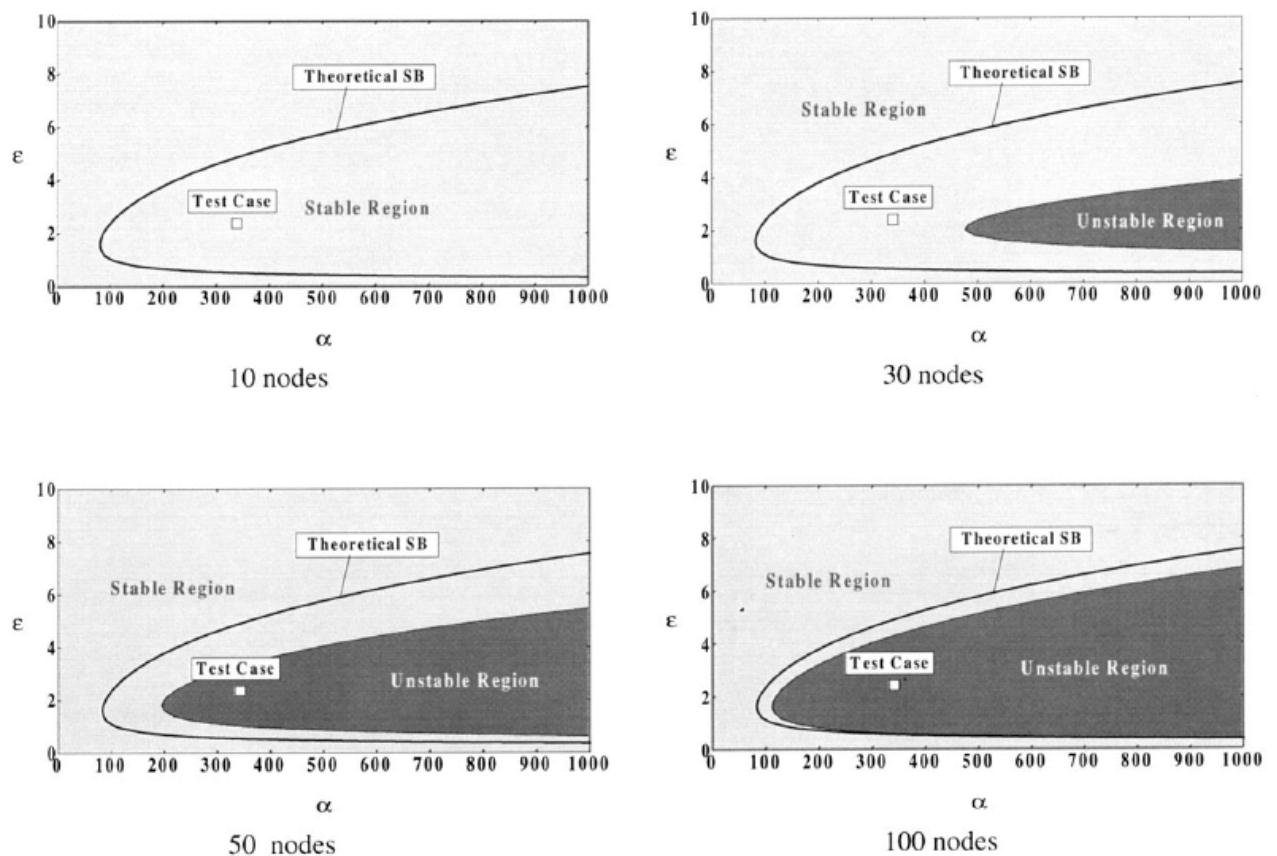 10
8
6
4
2
0
ε
Theoretical SB
Test Case
Stable Region
0 100 200 300 400 500 600 700 800 900 1000
α
10 nodes
10
8
6
4
2
0
ε
Theoretical SB
Stable Region
Test Case
Unstable Region
0 100 200 300 400 500 600 700 800 900 1000
α
30 nodes
10
8
6
4
2
0
ε
Theoretical SB
Stable Region
Test Case
Unstable Region
0 100 200 300 400 500 600 700 800 900 1000
α
50 nodes
10
8
6
4
2
0
ε
Theoretical SB
Stable Region
Test Case
Unstable Region
0 100 200 300 400 500 600 700 800 900 1000
α
100 nodes